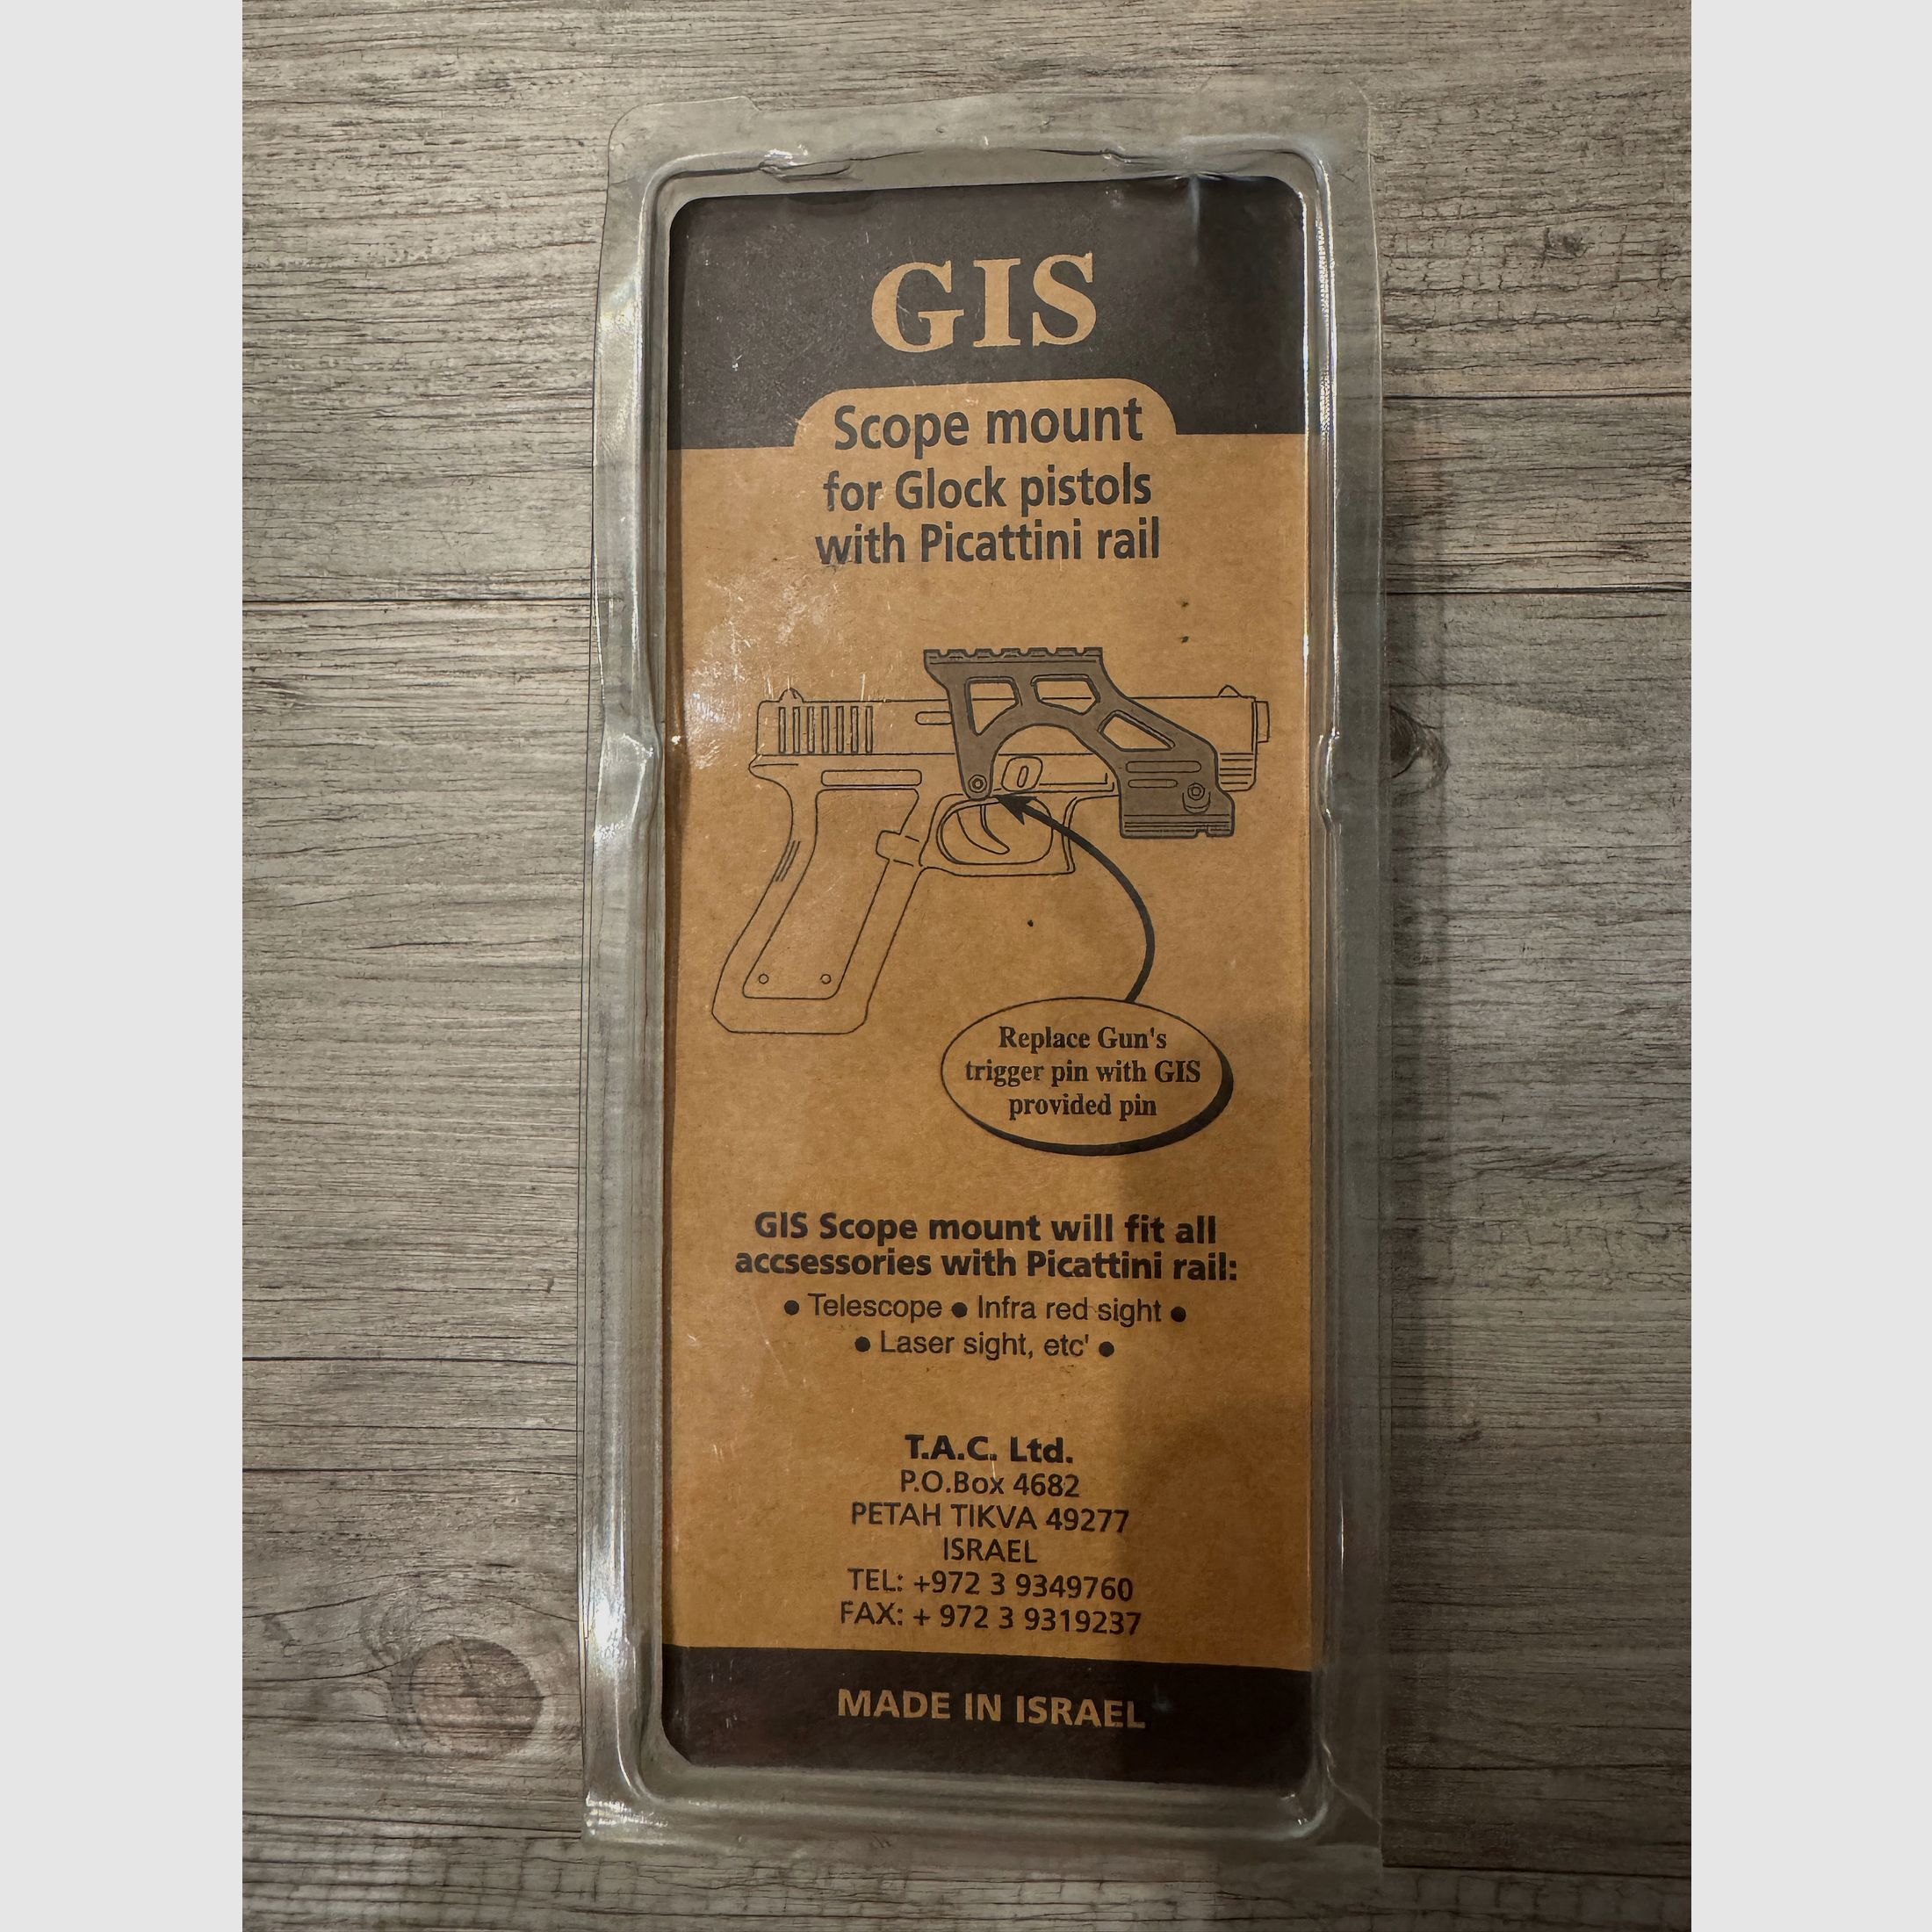 GIS
Scope mount
for Glock pistols
with Picattini rail
Replace Gun's
trigger pin with GIS
provided pin
GIS Scope mount will fit all
accsessories with Picattini rail:
• Telescope • Infra red sight •
• Laser sight, etc' •
T.A.C. Ltd.
P.O.Box 4682
PETAH TIKVA 49277
ISRAEL
TEL: +972 3 9349760
FAX: + 972 3 9319237
MADE IN ISRAEL